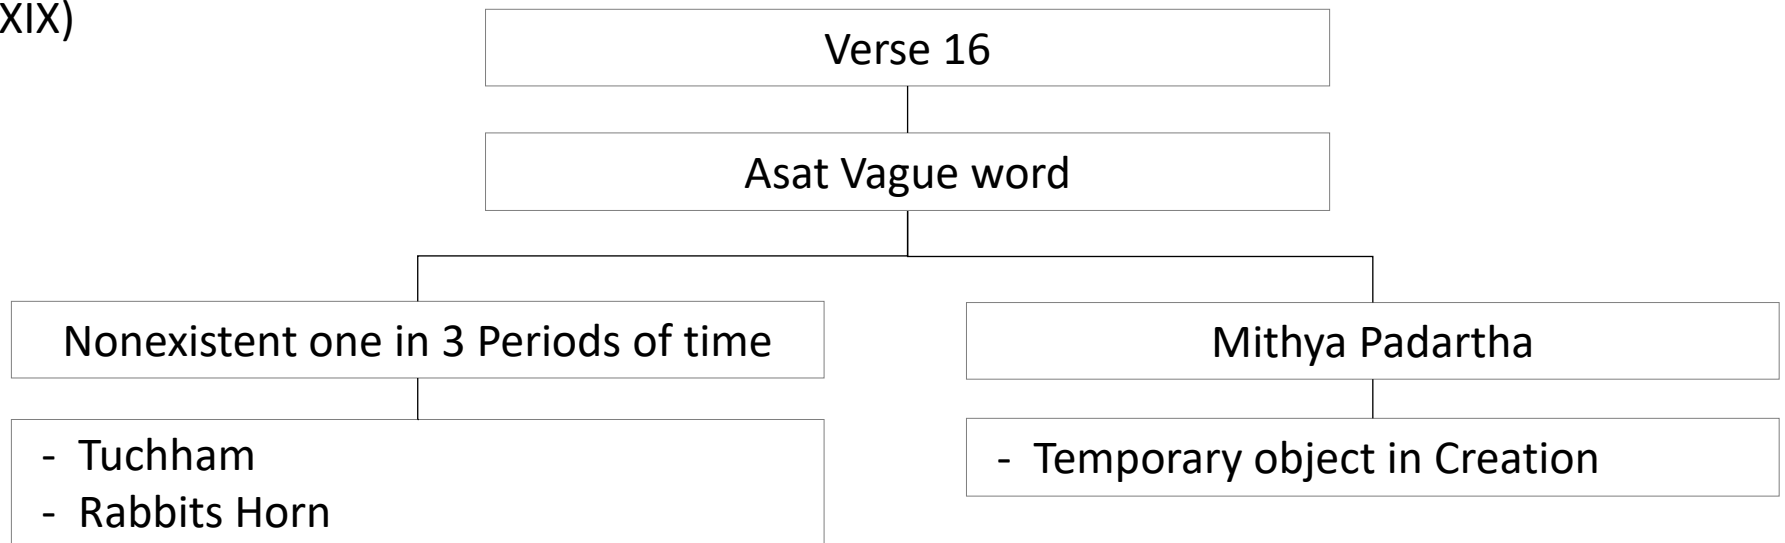 XIX)
Verse 16
Asat Vague word
Nonexistent one in 3 Periods of time
Mithya Padartha
- Tuchham
- Rabbits Horn
- Temporary object in Creation